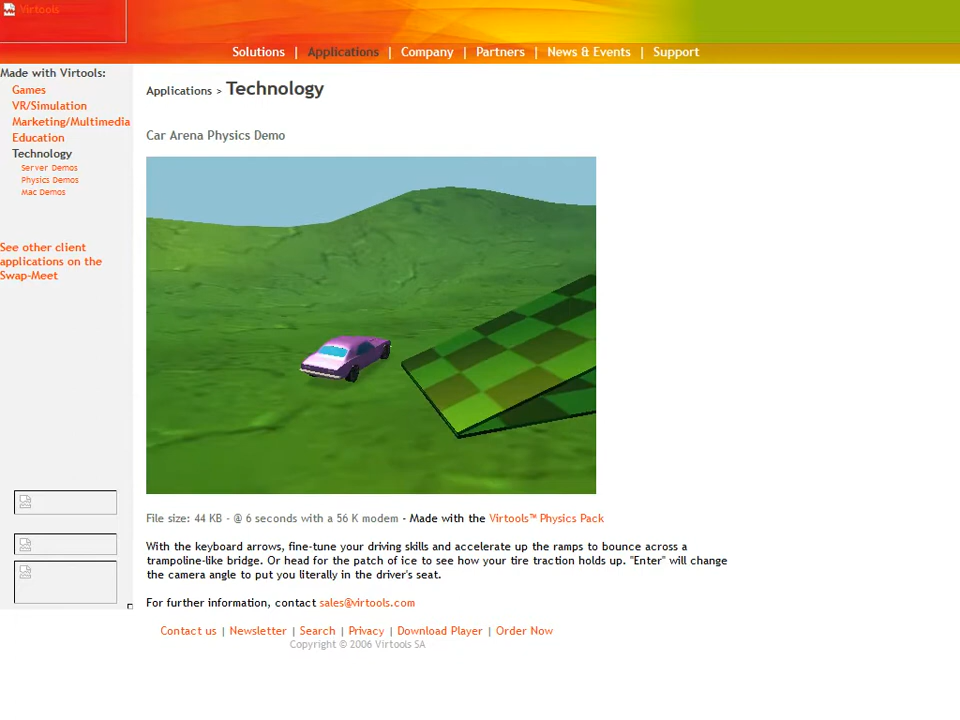 Virtools
Solutions | Applications | Company | Partners | News & Events | Support
Made with Virtools:
Games
VR/Simulation
Marketing/Multimedia
Education
Technology
Server Demos
Physics Demos
Mac Demos
See other client
applications on the
Swap-Meet
Applications > Technology
Car Arena Physics Demo
File size: 44 KB - @ 6 seconds with a 56 K modem - Made with the Virtools™ Physics Pack
With the keyboard arrows, fine-tune your driving skills and accelerate up the ramps to bounce across a
trampoline-like bridge. Or head for the patch of ice to see how your tire traction holds up. "Enter" will change
the camera angle to put you literally in the driver's seat.
For further information, contact sales@virtools.com
Contact us | Newsletter | Search | Privacy | Download Player | Order Now
Copyright © 2006 Virtools SA